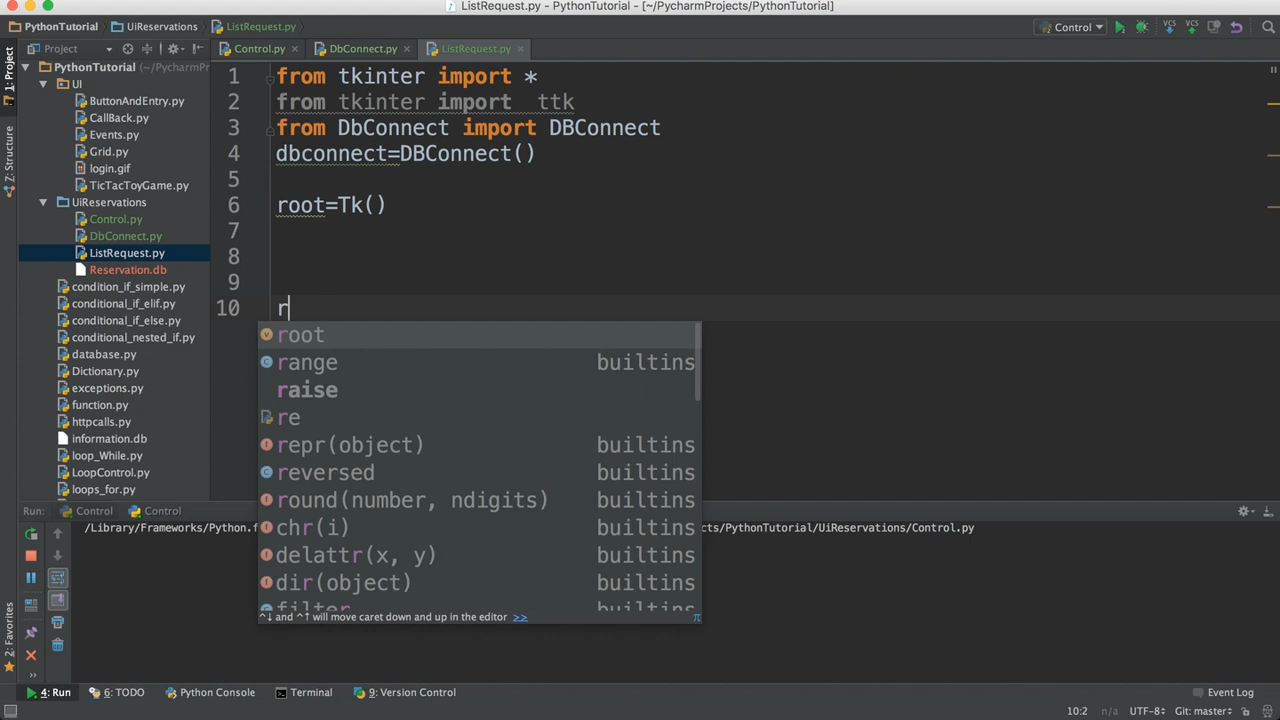 ListRequest.py - PythonTutorial - [~/PycharmProjects/PythonTutorial]
PythonTutorial UiReservations ListRequest.py Control
Project Control.py DbConnect.py ListRequest.py
1: Project
Z: Structure
2: Favorites
PythonTutorial (~/PycharmPr
UI
ButtonAndEntry.py
CallBack.py
Events.py
Grid.py
login.gif
TicTacToyGame.py
UiReservations
Control.py
DbConnect.py
ListRequest.py
Reservation.db
condition_if_simple.py
conditional_if_elif.py
conditional_if_else.py
conditional_nested_if.py
database.py
Dictionary.py
exceptions.py
function.py
httpcalls.py
information.db
loop_While.py
LoopControl.py
loops_for.py
1 from tkinter import *
2 from tkinter import  ttk
3 from DbConnect import DBConnect
4 dbconnect=DBConnect()
5
6 root=Tk()
7
8
9
10 r
root
range builtins
raise
re
repr(object) builtins
reversed builtins
round(number, ndigits) builtins
chr(i) builtins
delattr(x, y) builtins
dir(object) builtins
filter
^↓ and ^↑ will move caret down and up in the editor >> π
Run: Control Control
/Library/Frameworks/Python.f cts/PythonTutorial/UiReservations/Control.py
4: Run 6: TODO Python Console Terminal 9: Version Control Event Log
10:2 n/a UTF-8 Git: master